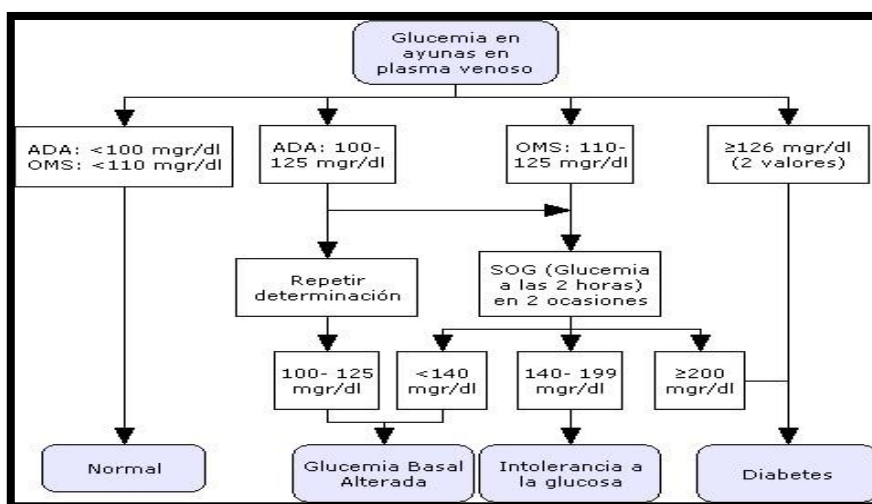 Glucemia en
ayunas en
plasma venoso
ADA: <100 mgr/dl
OMS: <110 mgr/dl
ADA: 100-
125 mgr/dl
OMS: 110-
125 mgr/dl
≥126 mgr/dl
(2 valores)
Repetir
determinación
SOG (Glucemia
a las 2 horas)
en 2 ocasiones
100- 125
mgr/dl
<140
mgr/dl
140- 199
mgr/dl
≥200
mgr/dl
Normal
Glucemia Basal
Alterada
Intolerancia a
la glucosa
Diabetes